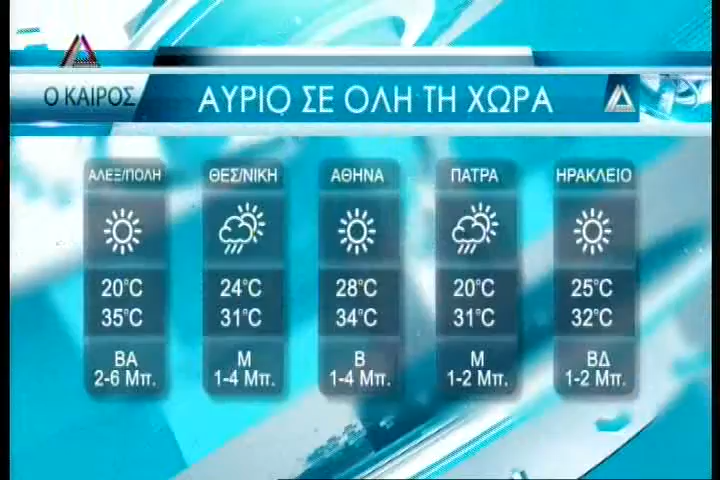 Ο ΚΑΙΡΟΣ
ΑΥΡΙΟ ΣΕ ΟΛΗ ΤΗ ΧΩΡΑ
ΑΛΕΞ/ΠΟΛΗ
20°C
35°C
ΒΑ
2-6 Μπ.
ΘΕΣ/ΝΙΚΗ
24°C
31°C
Μ
1-4 Μπ.
ΑΘΗΝΑ
28°C
34°C
Β
1-4 Μπ.
ΠΑΤΡΑ
20°C
31°C
Μ
1-2 Μπ.
ΗΡΑΚΛΕΙΟ
25°C
32°C
ΒΔ
1-2 Μπ.